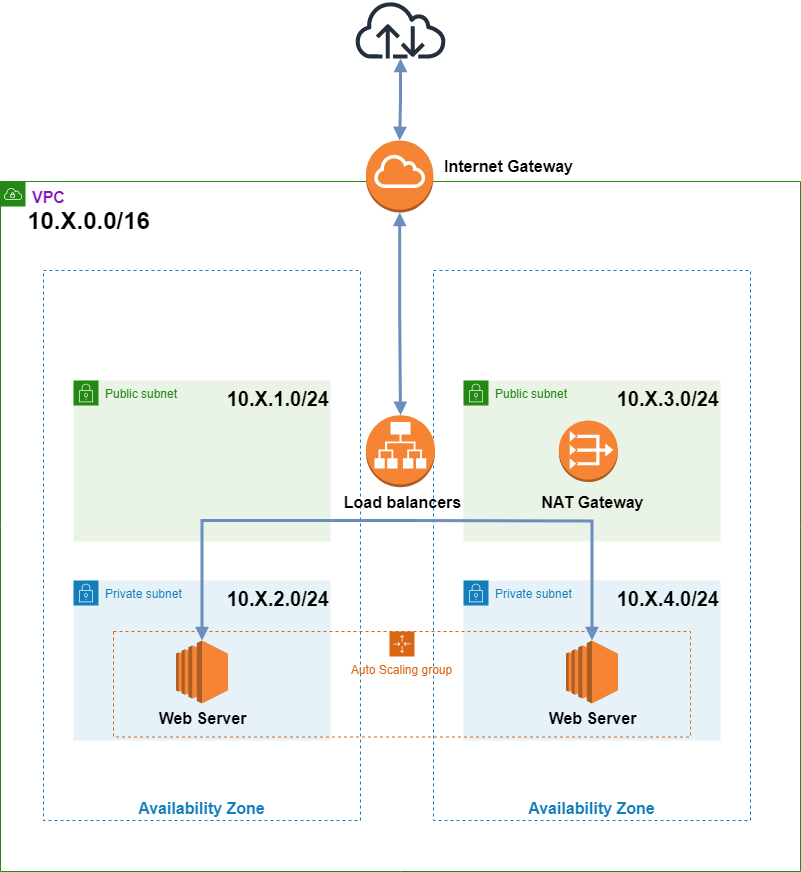 Internet Gateway
VPC
10.X.0.0/16
Public subnet
10.X.1.0/24
Public subnet
10.X.3.0/24
Load balancers
NAT Gateway
Private subnet
10.X.2.0/24
Private subnet
10.X.4.0/24
Auto Scaling group
Web Server
Web Server
Availability Zone
Availability Zone